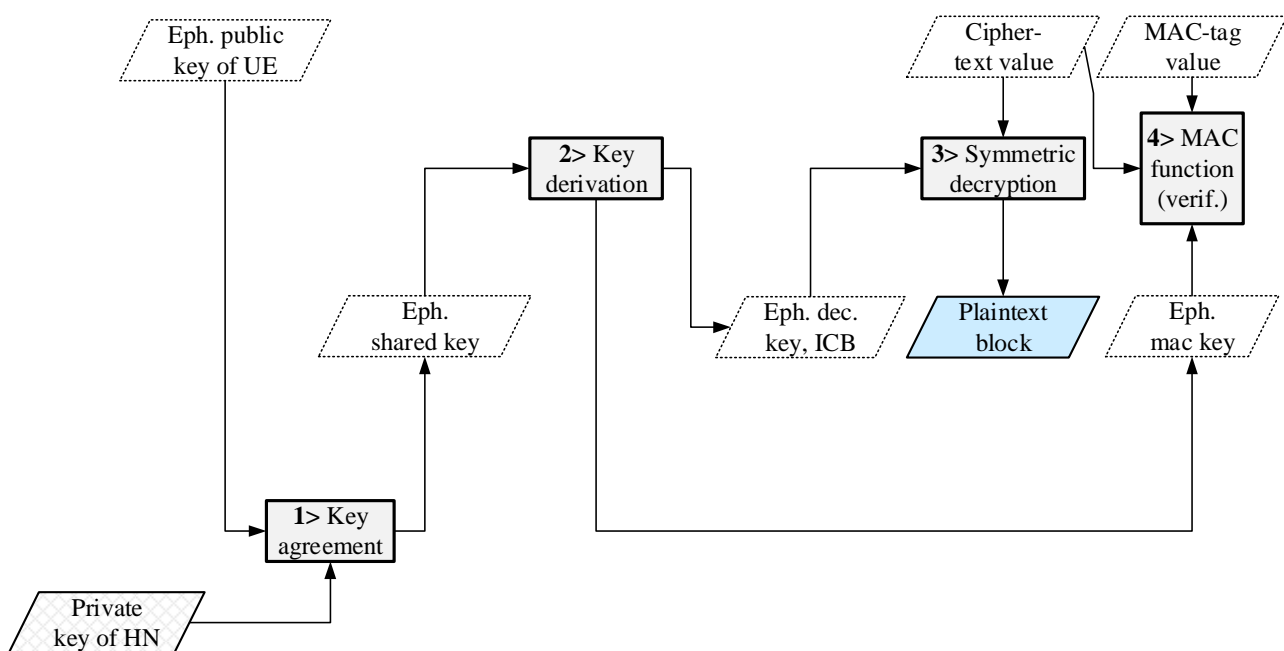 Eph. public
key of UE
Cipher-
text value
MAC-tag
value
2> Key
derivation
3> Symmetric
decryption
4> MAC
function
(verif.)
Eph.
shared key
Eph. dec.
key, ICB
Plaintext
block
Eph.
mac key
1> Key
agreement
Private
key of HN